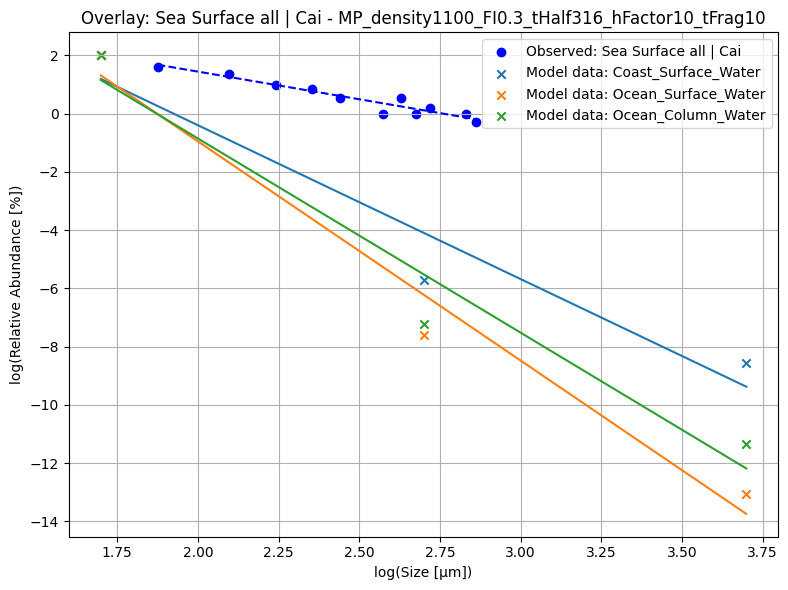 Overlay: Sea Surface all | Cai - MP_density1100_FI0.3_tHalf316_hFactor10_tFrag10
Observed: Sea Surface all | Cai
Model data: Coast_Surface_Water
Model data: Ocean_Surface_Water
Model data: Ocean_Column_Water
log(Relative Abundance [%])
2
0
−2
−4
−6
−8
−10
−12
−14
1.75
2.00
2.25
2.50
2.75
3.00
3.25
3.50
3.75
log(Size [µm])